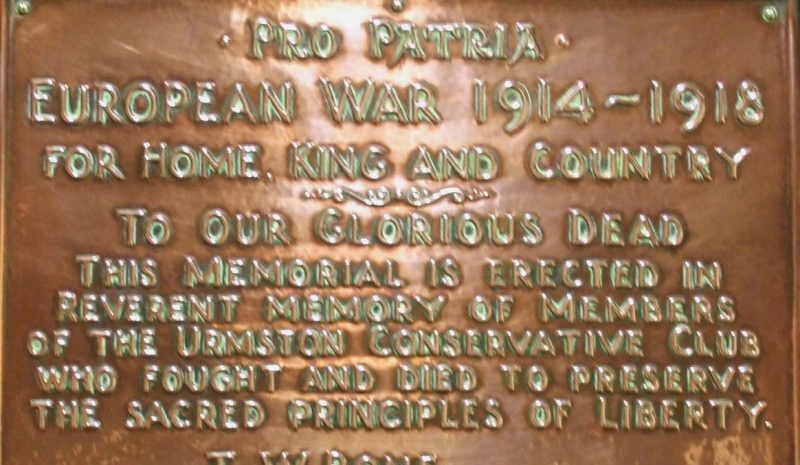 · PRO PATRIA ·
EUROPEAN WAR 1914~1918
FOR HOME, KING AND COUNTRY
TO OUR GLORIOUS DEAD
THIS MEMORIAL IS ERECTED IN
REVERENT MEMORY OF MEMBERS
OF THE URMSTON CONSERVATIVE CLUB
WHO FOUGHT AND DIED TO PRESERVE
THE SACRED PRINCIPLES OF LIBERTY.